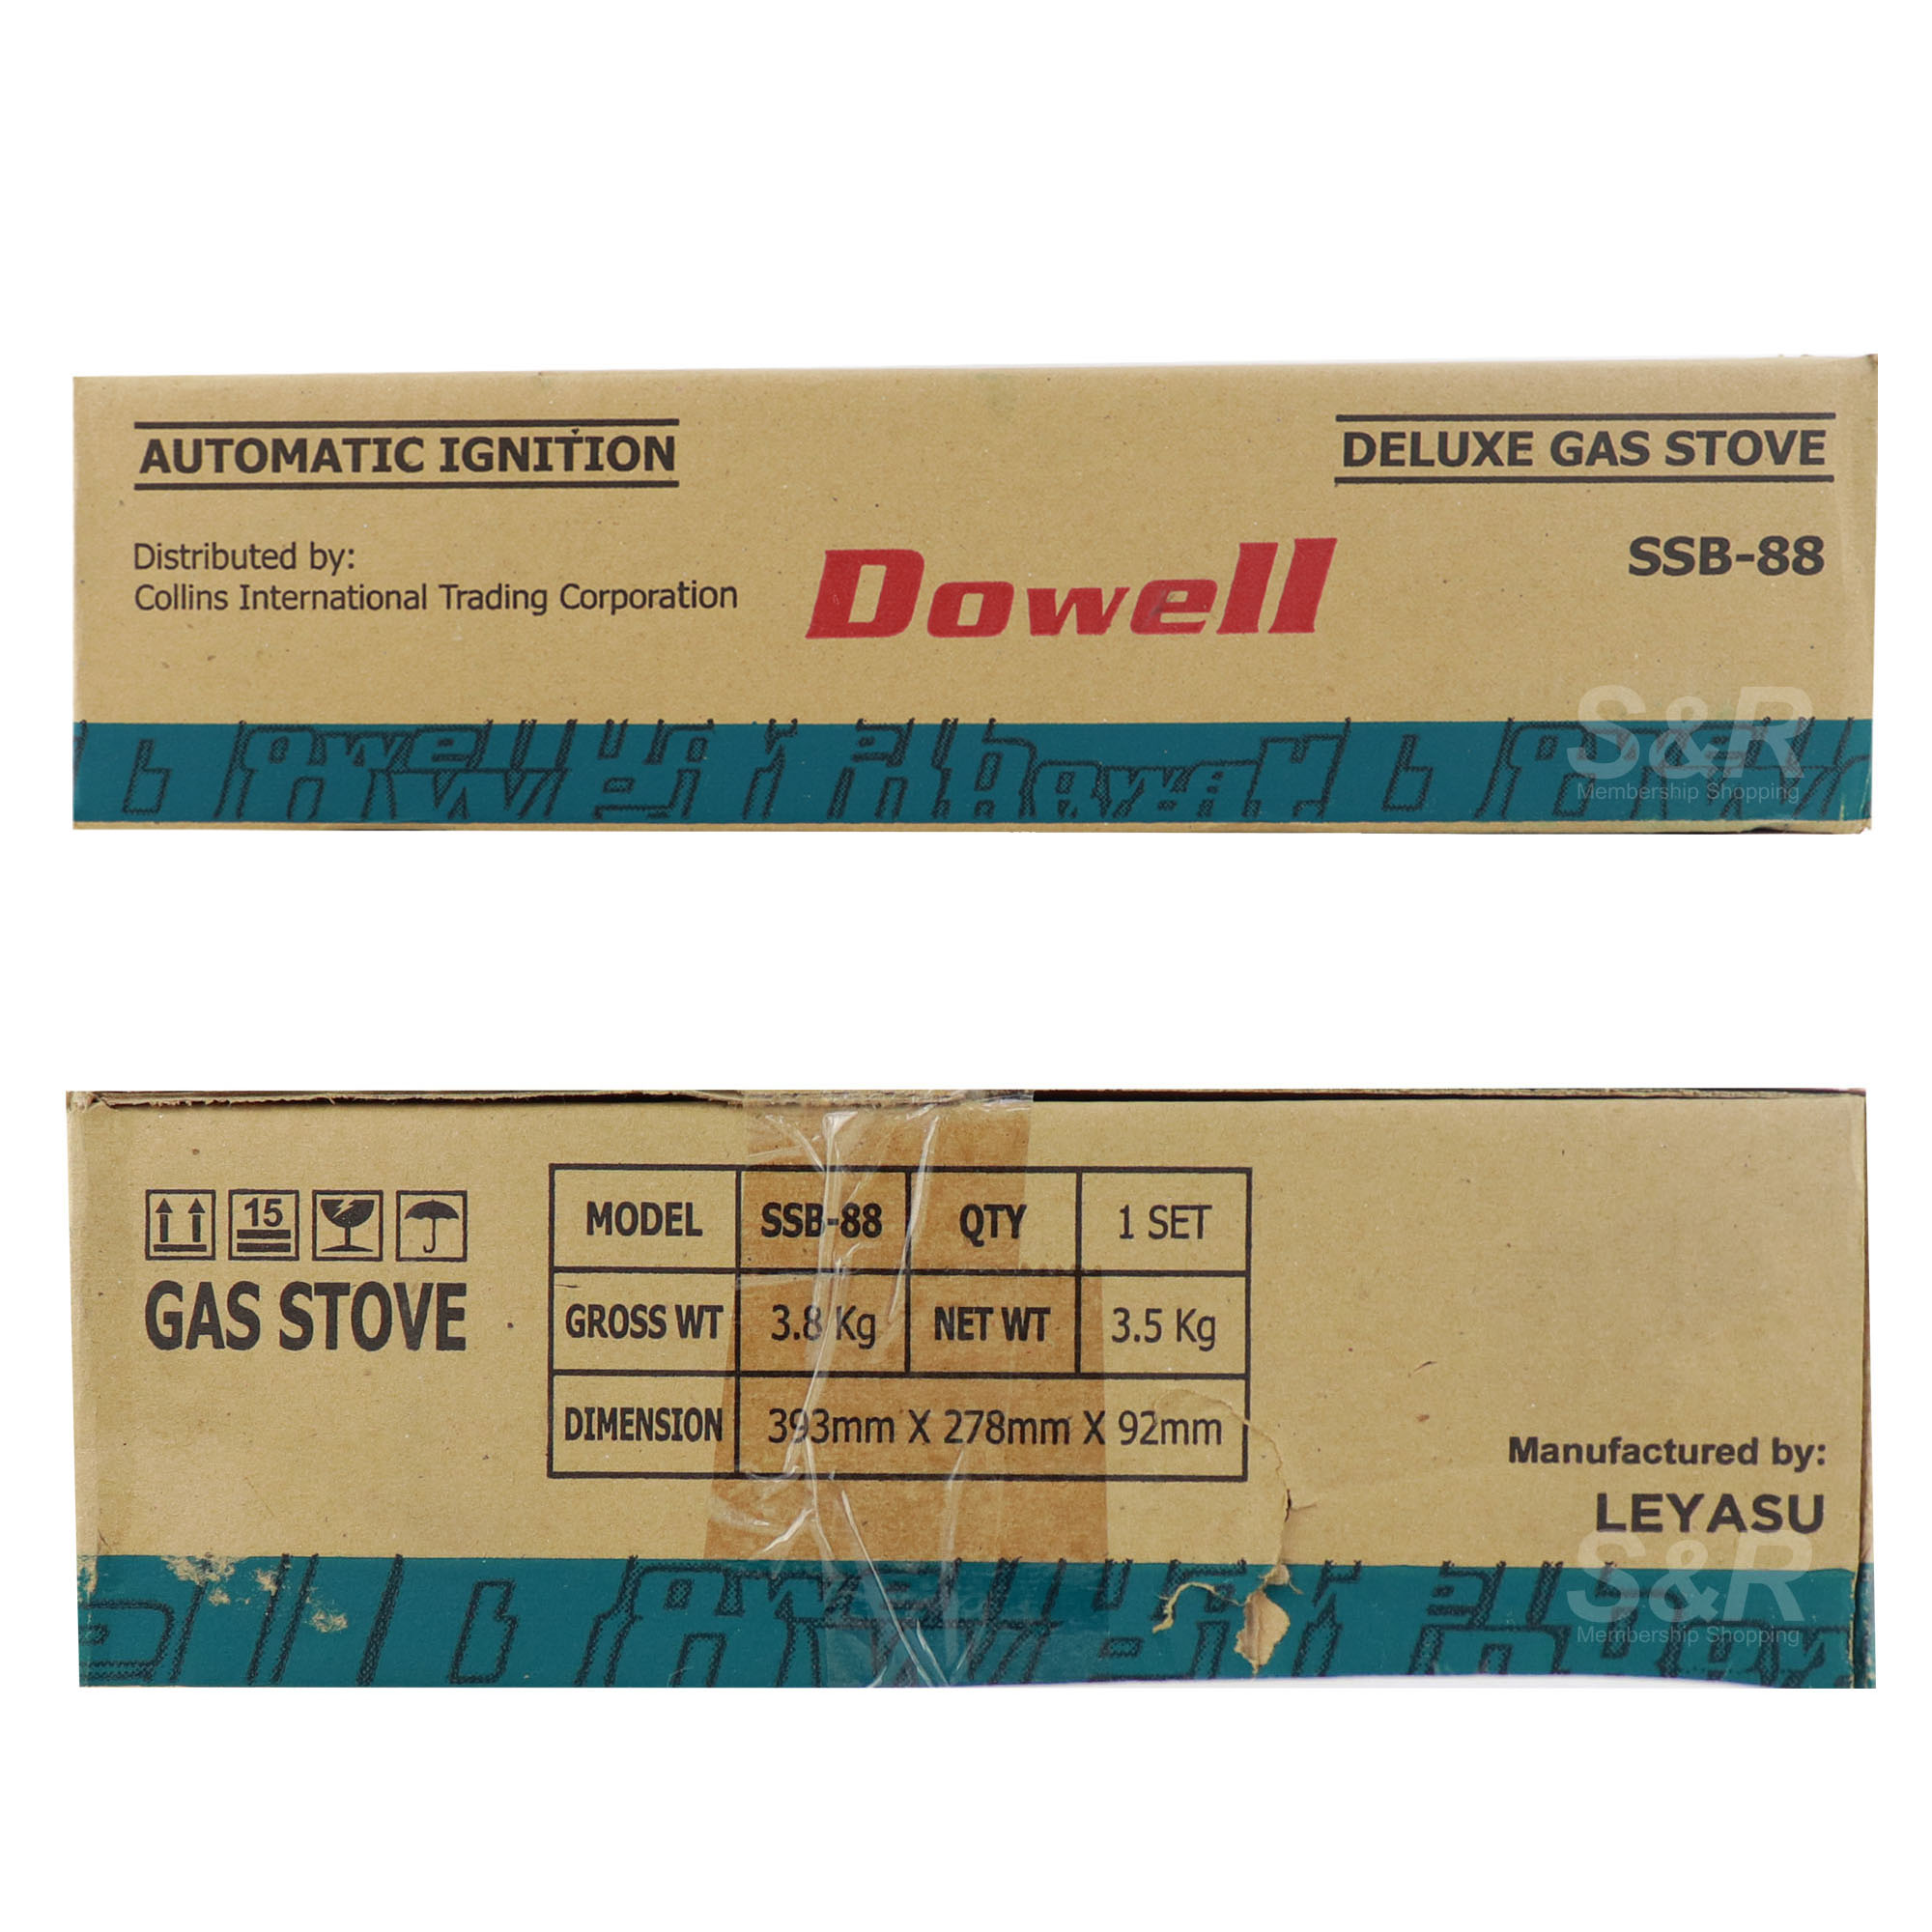 AUTOMATIC IGNITION
DELUXE GAS STOVE
Distributed by:
Collins International Trading Corporation
Dowell
SSB-88
S&R
Membership Shopping
15
GAS STOVE
MODEL SSB-88 QTY 1 SET
GROSS WT 3.8 Kg NET WT 3.5 Kg
DIMENSION 393mm X 278mm X 92mm
Manufactured by:
LEYASU
S&R
Membership Shopping